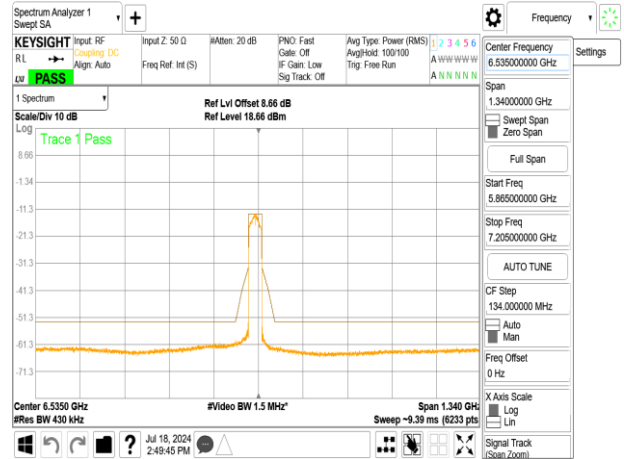 Spectrum Analyzer 1
Swept SA
Frequency
KEYSIGHT
Input: RF
Coupling: DC
Align: Auto
Input Z: 50 Ω
Freq Ref: Int (S)
#Atten: 20 dB
PNO: Fast
Gate: Off
IF Gain: Low
Sig Track: Off
Avg Type: Power (RMS)
Avg|Hold: 100/100
Trig: Free Run
1 2 3 4 5 6
A W W W W W
A N N N N N
R L
LXI
PASS
1 Spectrum
Scale/Div 10 dB
Ref Lvl Offset 8.66 dB
Ref Level 18.66 dBm
Log
Trace 1 Pass
8.66
-1.34
-11.3
-21.3
-31.3
-41.3
-51.3
-61.3
-71.3
Center 6.5350 GHz
#Video BW 1.5 MHz*
Span 1.340 GHz
#Res BW 430 kHz
Sweep ~9.39 ms (6233 pts)
Jul 18, 2024
2:49:45 PM
Center Frequency
6.535000000 GHz
Settings
Span
1.34000000 GHz
Swept Span
Zero Span
Full Span
Start Freq
5.865000000 GHz
Stop Freq
7.205000000 GHz
AUTO TUNE
CF Step
134.000000 MHz
Auto
Man
Freq Offset
0 Hz
X Axis Scale
Log
Lin
Signal Track
(Span Zoom)